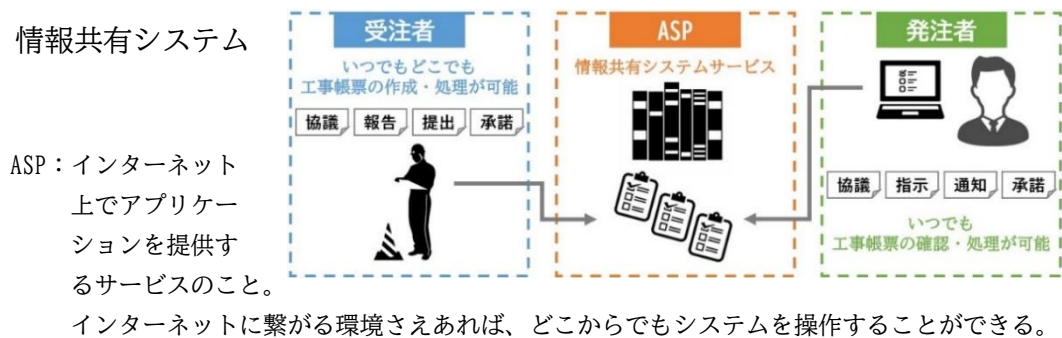 情報共有システム
受注者
いつでもどこでも
工事帳票の作成・処理が可能
協議 報告 提出 承諾
ASP
情報共有システムサービス
発注者
協議 指示 通知 承諾
いつでも
工事帳票の確認・処理が可能
ASP：インターネット
上でアプリケー
ションを提供す
るサービスのこと。
インターネットに繋がる環境さえあれば、どこからでもシステムを操作することができる。